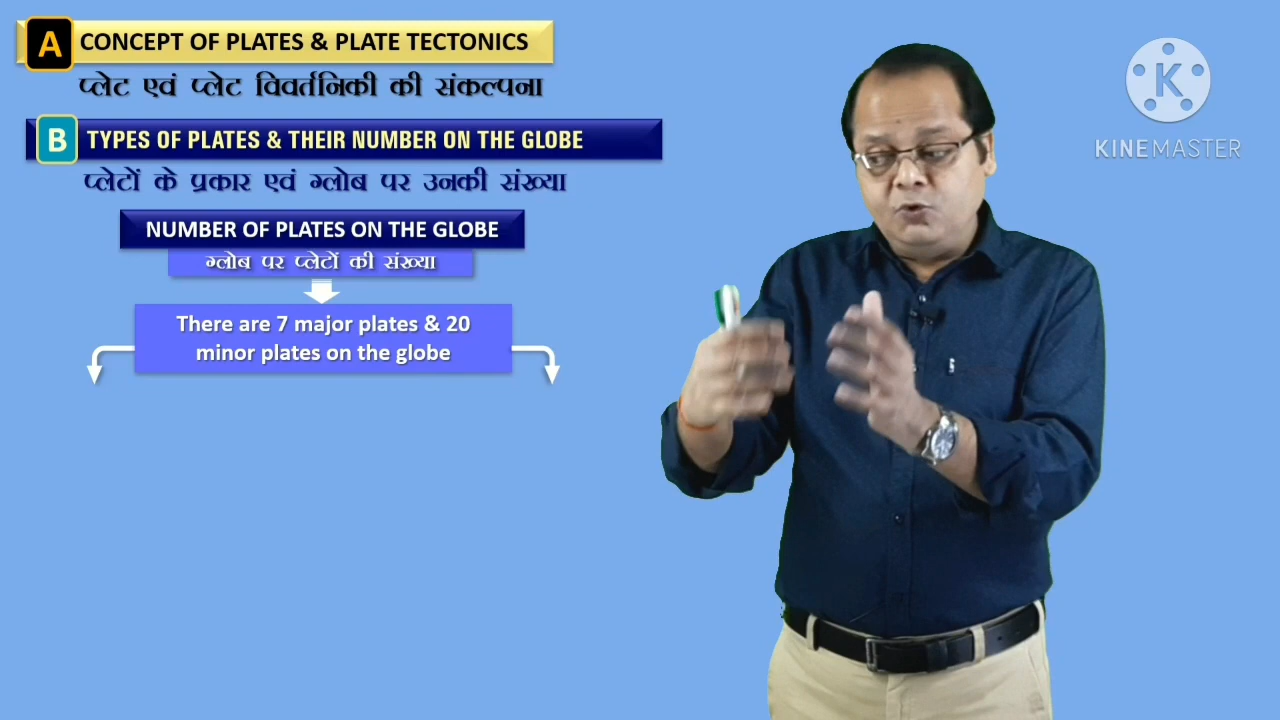 A CONCEPT OF PLATES & PLATE TECTONICS
प्लेट एवं प्लेट विवर्तनिकी की संकल्पना
B TYPES OF PLATES & THEIR NUMBER ON THE GLOBE
प्लेटों के प्रकार एवं ग्लोब पर उनकी संख्या
NUMBER OF PLATES ON THE GLOBE
ग्लोब पर प्लेटों की संख्या
There are 7 major plates & 20
minor plates on the globe
K
KINEMASTER